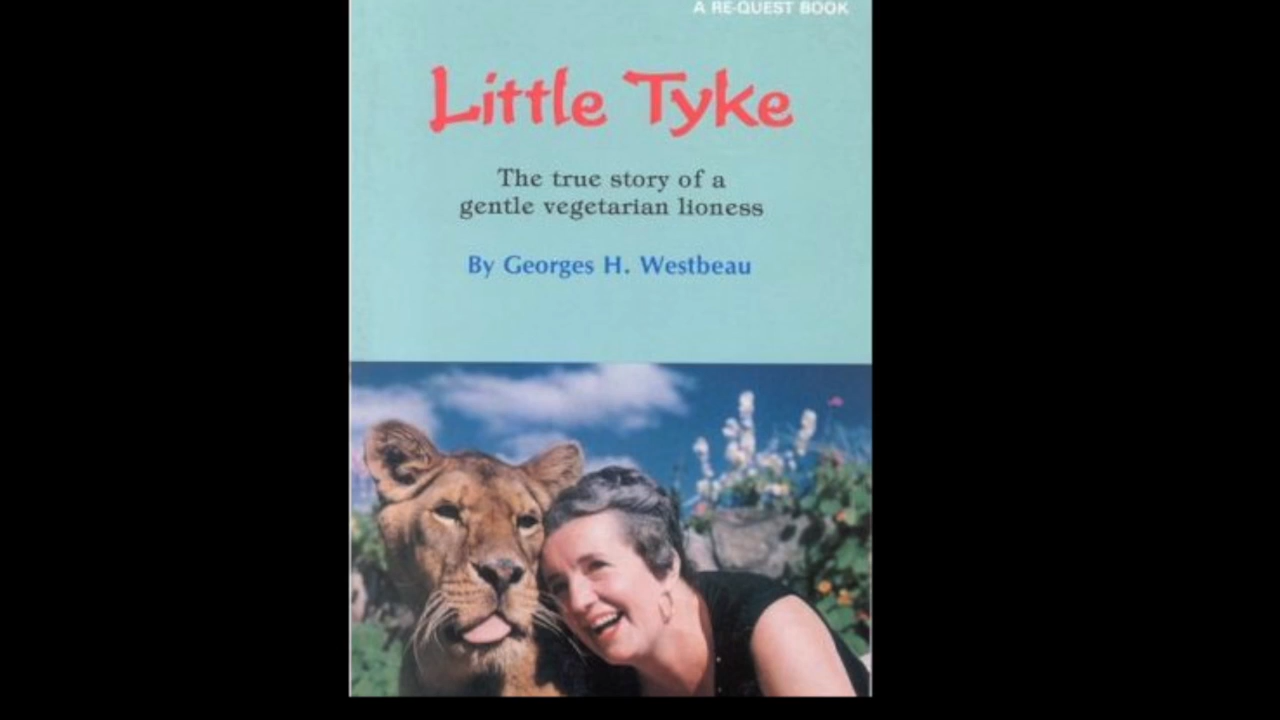 A RE-QUEST BOOK
Little Tyke
The true story of a
gentle vegetarian lioness
By Georges H. Westbeau